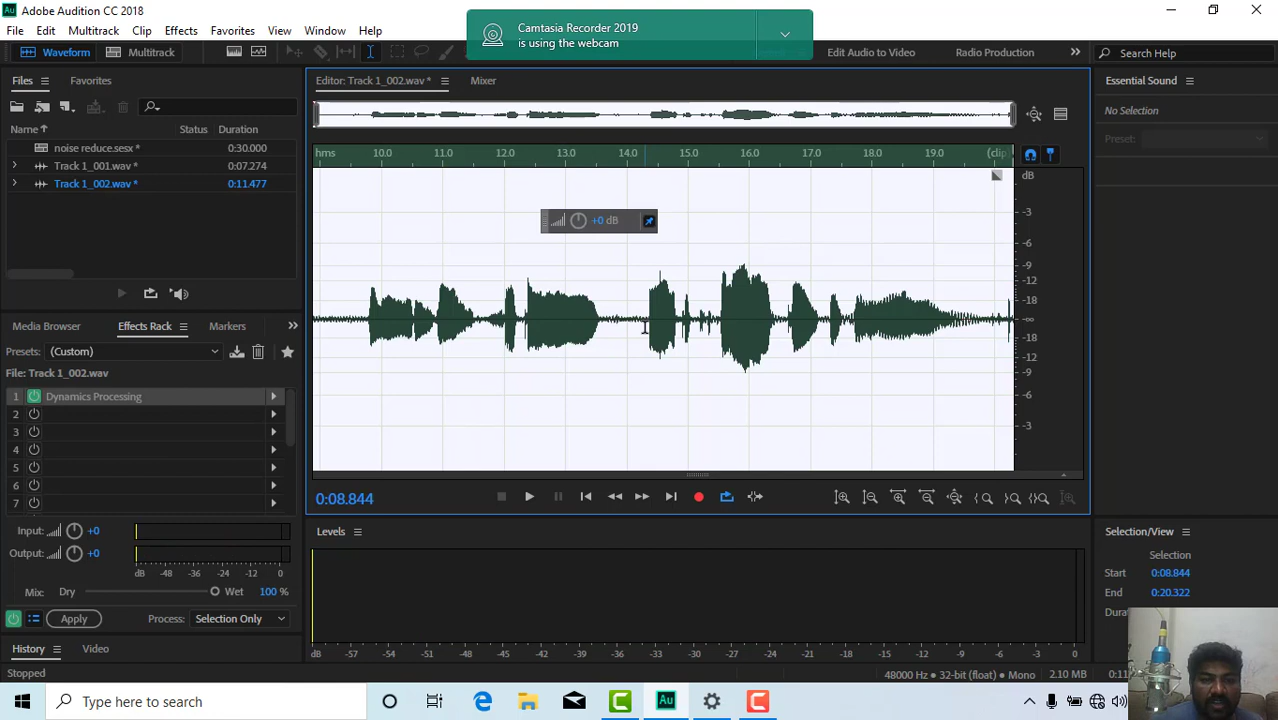 Adobe Audition CC 2018
File Edit Multitrack Clip Effects Favorites View Window Help
Camtasia Recorder 2019
is using the webcam
Waveform Multitrack
Edit Audio to Video Radio Production Search Help
Files Favorites
Name Status Duration
noise reduce.sesx * 0:30.000
Track 1_001.wav * 0:07.274
Track 1_002.wav * 0:11.477
Media Browser Effects Rack Markers
Presets: (Custom)
File: Track 1_002.wav
1 Dynamics Processing
2
3
4
5
6
7
Input: +0
Output: +0
dB -48 -36 -24 -12 0
Mix: Dry Wet 100 %
Apply Process: Selection Only
History Video
Stopped
Editor: Track 1_002.wav * Mixer
hms 10.0 11.0 12.0 13.0 14.0 15.0 16.0 17.0 18.0 19.0 (clip)
+0 dB
dB
-3
-6
-9
-12
-18
-∞
-18
-12
-9
-6
-3
0:08.844
Levels
dB -57 -54 -51 -48 -45 -42 -39 -36 -33 -30 -27 -24 -21 -18 -15 -12 -9 -6 -3 0
48000 Hz • 32-bit (float) • Mono 2.10 MB
Essential Sound
No Selection
Preset:
Selection/View
Selection
Start 0:08.844
End 0:20.322
Type here to search
Au